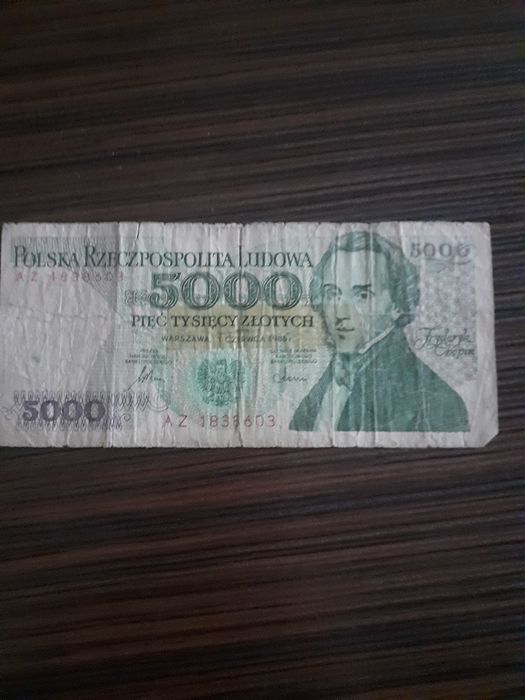 POLSKA RZECZPOSPOLITA LUDOWA
5000
AZ 1838603
5000
PIĘĆ TYSIĘCY ZŁOTYCH
WARSZAWA 1 CZERWCA 1986 r.
Fryderyk
Chopin
5000
AZ 1838603